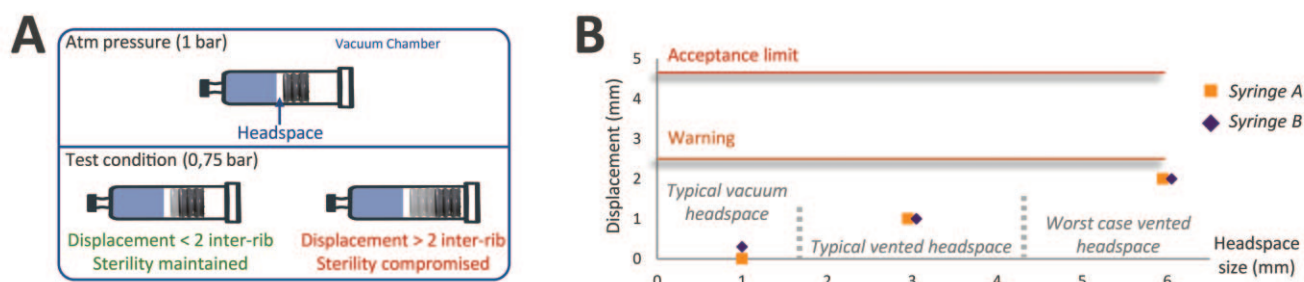 A
Atm pressure (1 bar)
Vacuum Chamber
Headspace
Test condition (0,75 bar)
Displacement < 2 inter-rib
Sterility maintained
Displacement > 2 inter-rib
Sterility compromised
B
Displacement (mm)
5
4
3
2
1
0
Acceptance limit
Warning
Typical vacuum
headspace
Typical vented headspace
Worst case vented
headspace
Syringe A
Syringe B
Headspace
size (mm)
0 1 2 3 4 5 6